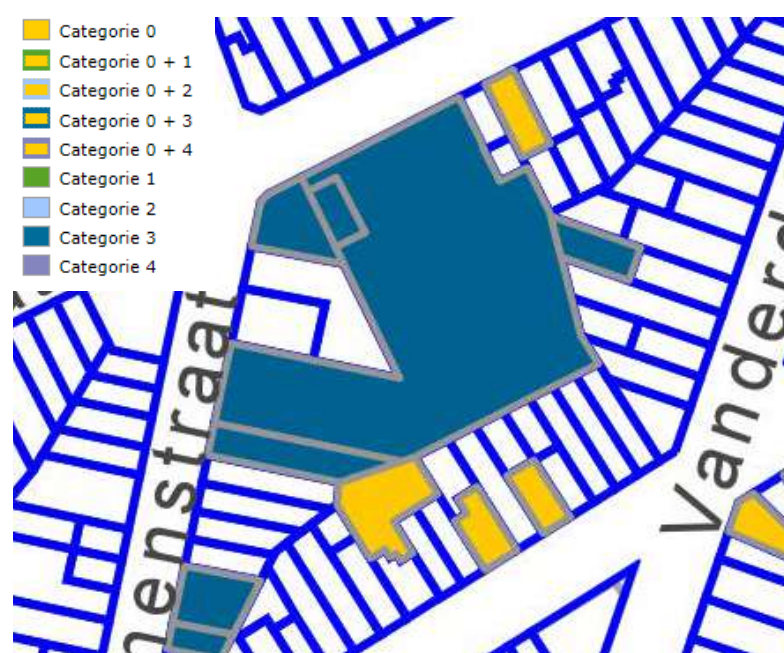 Categorie 0
Categorie 0 + 1
Categorie 0 + 2
Categorie 0 + 3
Categorie 0 + 4
Categorie 1
Categorie 2
Categorie 3
Categorie 4
nenstraat
Vanderd